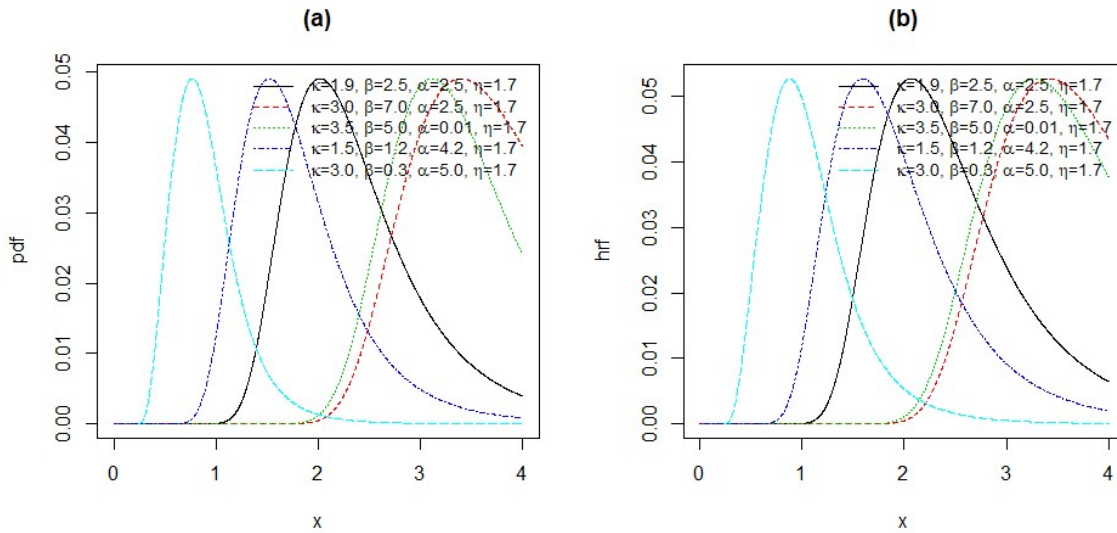 (a)
0.05
0.04
0.03
0.02
0.01
0.00
pdf
κ=1.9, β=2.5, α=2.5, η=1.7
κ=3.0, β=7.0, α=2.5, η=1.7
κ=3.5, β=5.0, α=0.01, η=1.7
κ=1.5, β=1.2, α=4.2, η=1.7
κ=3.0, β=0.3, α=5.0, η=1.7
0 1 2 3 4
x
(b)
0.05
0.04
0.03
0.02
0.01
0.00
hrf
κ=1.9, β=2.5, α=2.5, η=1.7
κ=3.0, β=7.0, α=2.5, η=1.7
κ=3.5, β=5.0, α=0.01, η=1.7
κ=1.5, β=1.2, α=4.2, η=1.7
κ=3.0, β=0.3, α=5.0, η=1.7
0 1 2 3 4
x